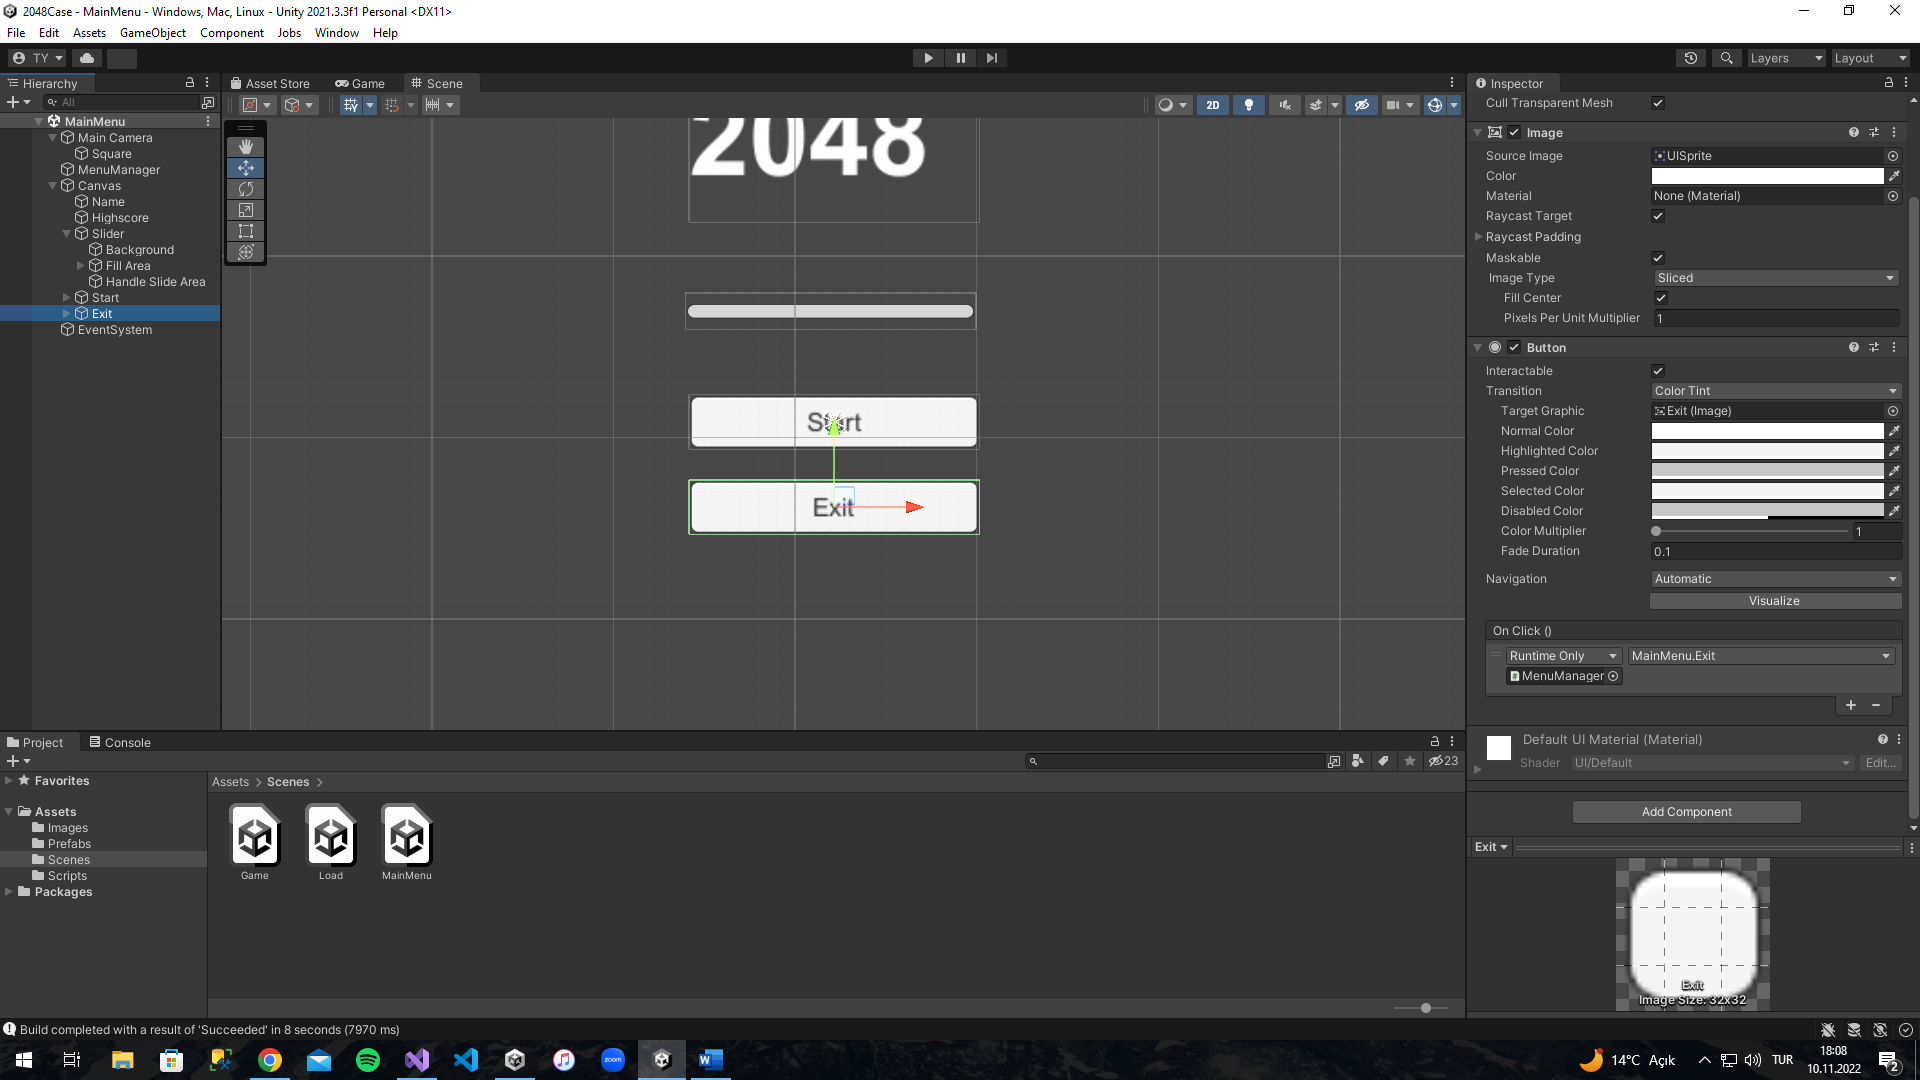 2048Case - MainMenu - Windows, Mac, Linux - Unity 2021.3.3f1 Personal <DX11>
File Edit Assets GameObject Component Jobs Window Help
TY Layers Layout
Hierarchy
All
MainMenu
Main Camera
Square
MenuManager
Canvas
Name
Highscore
Slider
Background
Fill Area
Handle Slide Area
Start
Exit
EventSystem
Asset Store Game Scene
2D
2048
Start
Exit
Inspector
Cull Transparent Mesh
Image
Source Image UISprite
Color
Material None (Material)
Raycast Target
Raycast Padding
Maskable
Image Type Sliced
Fill Center
Pixels Per Unit Multiplier 1
Button
Interactable
Transition Color Tint
Target Graphic Exit (Image)
Normal Color
Highlighted Color
Pressed Color
Selected Color
Disabled Color
Color Multiplier 1
Fade Duration 0.1
Navigation Automatic
Visualize
On Click ()
Runtime Only MainMenu.Exit
MenuManager
Default UI Material (Material)
Shader UI/Default Edit...
Add Component
Exit
Exit
Image Size: 32x32
Project Console
23
Favorites
Assets
Images
Prefabs
Scenes
Scripts
Packages
Assets > Scenes >
Game Load MainMenu
Build completed with a result of 'Succeeded' in 8 seconds (7970 ms)
zoom
14°C Açık
TUR
18:08
10.11.2022
2